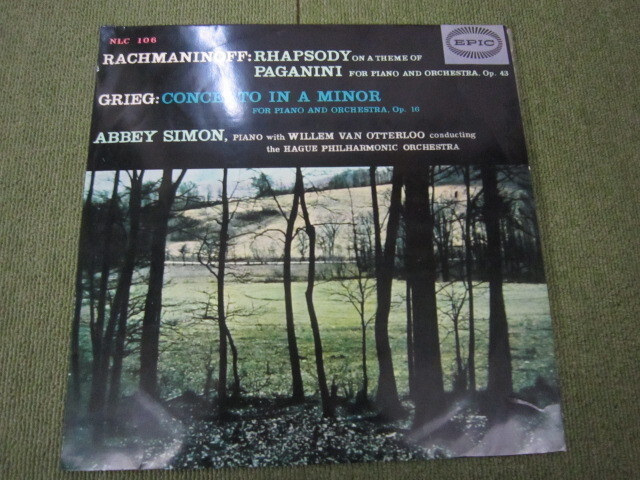 NLC 106
EPIC
RACHMANINOFF: RHAPSODY ON A THEME OF
PAGANINI FOR PIANO AND ORCHESTRA, Op. 43
GRIEG: CONCERTO IN A MINOR
FOR PIANO AND ORCHESTRA, Op. 16
ABBEY SIMON, PIANO with WILLEM VAN OTTERLOO conducting
the HAGUE PHILHARMONIC ORCHESTRA